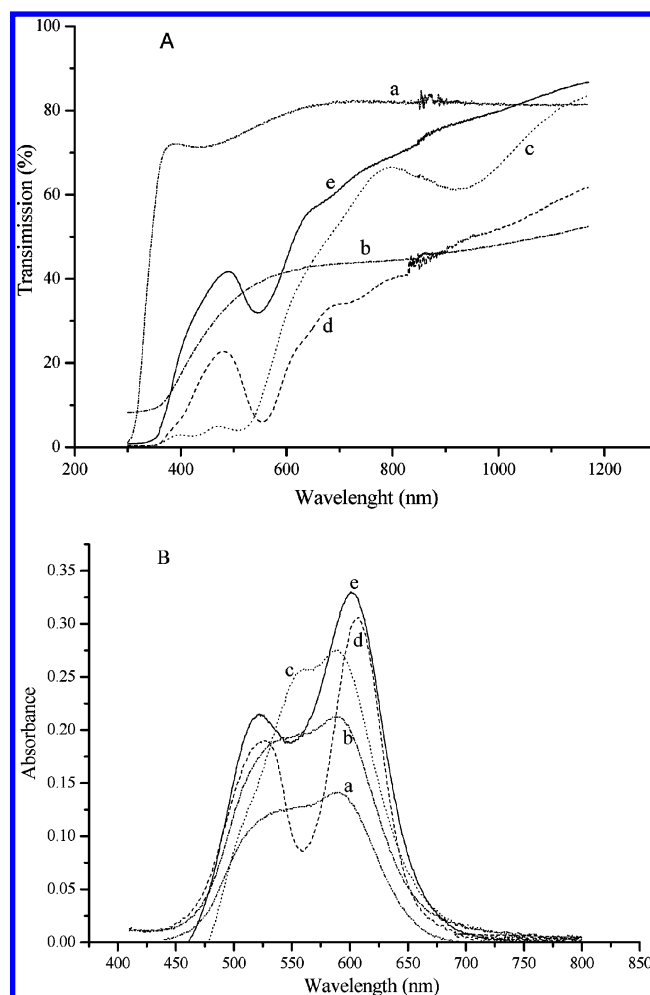 A
100
80
60
40
20
0
Transimission (%)
a
e
c
b
d
200 400 600 800 1000 1200
Wavelenght (nm)
B
0.35
0.30
0.25
0.20
0.15
0.10
0.05
0.00
Absorbance
e
d
c
b
a
400 450 500 550 600 650 700 750 800 850
Wavelength (nm)